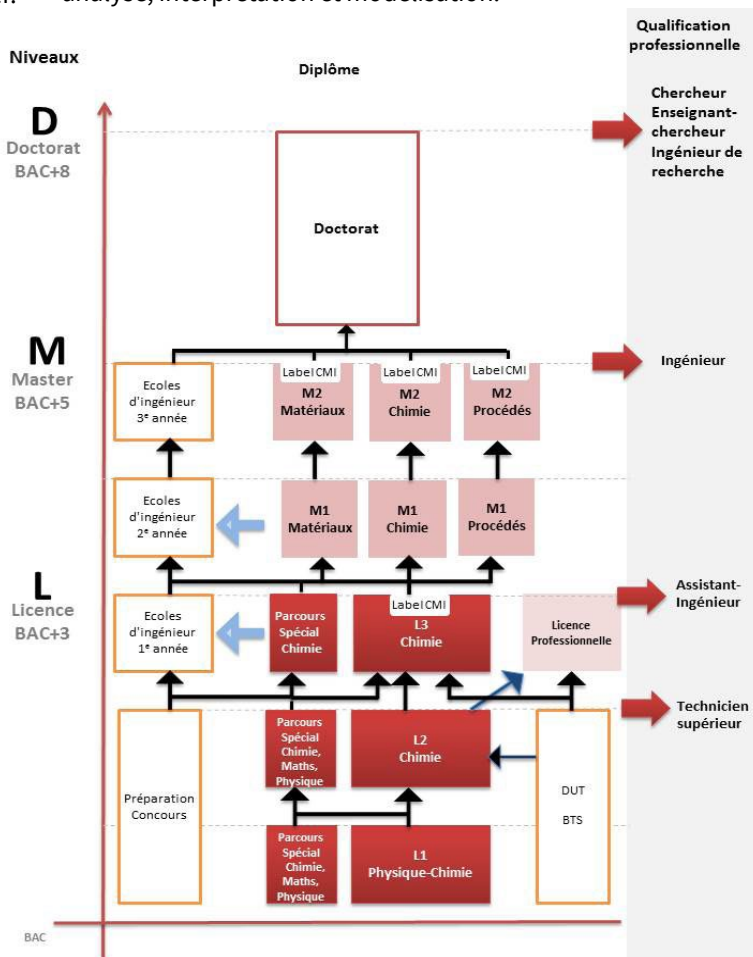 analyse, interprétation et modélisation.
Qualification
professionnelle
Niveaux
Diplôme
Chercheur
Enseignant-
chercheur
Ingénieur de
recherche
D
Doctorat
BAC+8
Doctorat
M
Master
BAC+5
Ingénieur
Ecoles
d'ingénieur
3e année
Label CMI
M2
Matériaux
Label CMI
M2
Chimie
Label CMI
M2
Procédés
Ecoles
d'ingénieur
2e année
M1
Matériaux
M1
Chimie
M1
Procédés
L
Licence
BAC+3
Assistant-
Ingénieur
Ecoles
d'ingénieur
1e année
Parcours
Spécial
Chimie
Label CMI
L3
Chimie
Licence
Professionnelle
Technicien
supérieur
Préparation
Concours
Parcours
Spécial
Chimie,
Maths,
Physique
L2
Chimie
DUT
BTS
Parcours
Spécial
Chimie,
Maths,
Physique
L1
Physique-Chimie
BAC